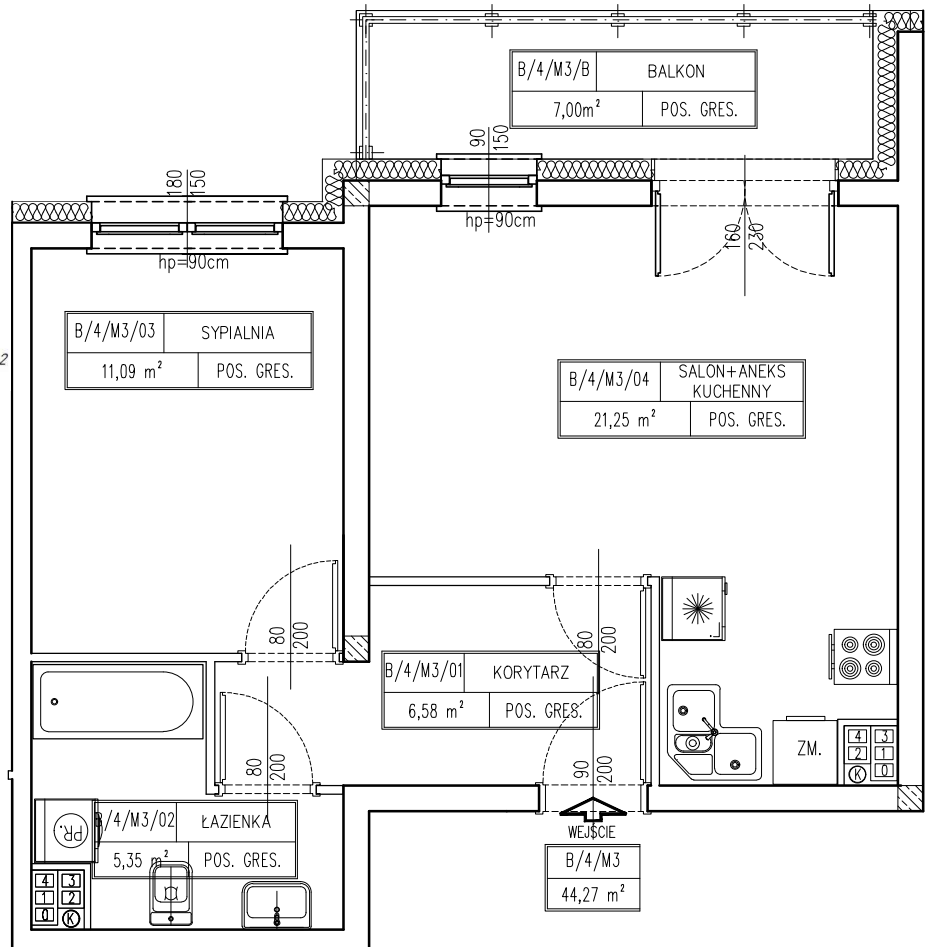 B/4/M3/B BALKON
7,00m² POS. GRES.
90
150
180
150
hp=90cm
hp=90cm
160
230
B/4/M3/03 SYPIALNIA
11,09 m² POS. GRES.
2
B/4/M3/04 SALON+ANEKS KUCHENNY
21,25 m² POS. GRES.
80
200
80
200
B/4/M3/01 KORYTARZ
6,58 m² POS. GRES.
80
200
90
200
ZM.
4 3
2 1
K 0
PR.
B/4/M3/02 ŁAZIENKA
5,35 m² POS. GRES.
4 3
1 2
0 K
WEJŚCIE
B/4/M3
44,27 m²